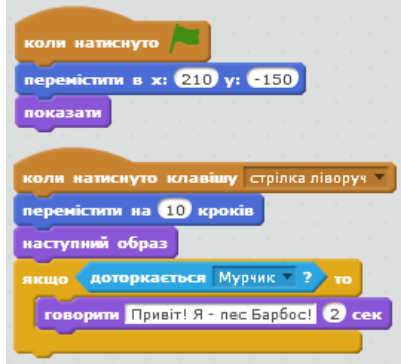 коли натиснуто
перемістити в x: 210 y: -150
показати
коли натиснуто клавішу стрілка ліворуч
перемістити на 10 кроків
наступний образ
якщо доторкається Мурчик ? то
говорити Привіт! Я - пес Барбос! 2 сек